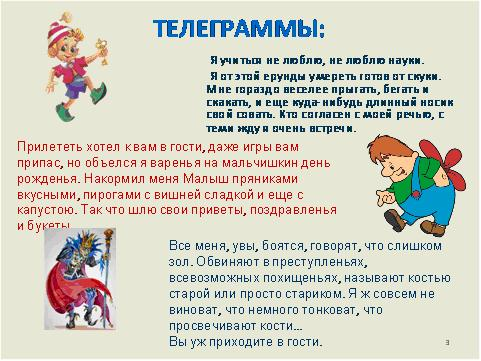 ТЕЛЕГРАММЫ:
Я учиться не люблю, не люблю науки.
Я от этой ерунды умереть готов от скуки.
Мне гораздо веселее прыгать, бегать и
скакать, и еще куда-нибудь длинный носик
свой совать. Кто согласен с моей речью, с
теми жду я очень встречи.
Прилететь хотел к вам в гости, даже игры вам
припас, но объелся я варенья на мальчишкин день
рожденья. Накормил меня Малыш пряниками
вкусными, пирогами с вишней сладкой и еще с
капустою. Так что шлю свои приветы, поздравленья
и букеты
Все меня, увы, боятся, говорят, что слишком
зол. Обвиняют в преступленьях,
всевозможных похищеньях, называют костью
старой или просто стариком. Я ж совсем не
виноват, что немного тонковат, что
просвечивают кости...
Вы уж приходите в гости.
3